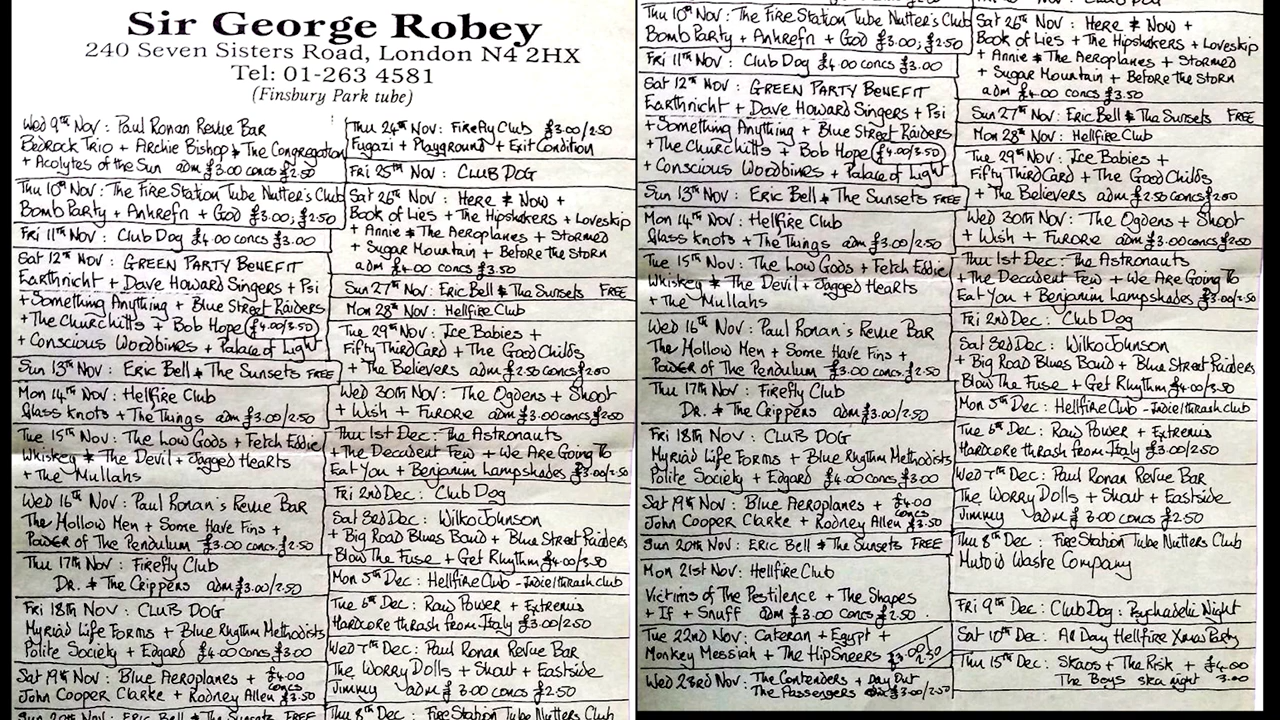 Sir George Robey
240 Seven Sisters Road, London N4 2HX
Tel: 01-263 4581
(Finsbury Park tube)
Wed 9th Nov: Paul Ronan Revue Bar
Bedrock Trio + Archie Bishop & The Congregation
+ Acolytes of the Sun adm £3.00 concs £2.50
Thu 10th Nov: The Fire Station Tube Nutter's Club
Bomb Party + Anhrefn + God £3.00, £2.50
Fri 11th Nov: Club Dog £4.00 concs £3.00
Sat 12th Nov: GREEN PARTY BENEFIT
Earthnicht + Dave Howard Singers + Psi
+ Something Anything + Blue Street Raiders
+ The Churchitts + Bob Hope £4.00/3.50
+ Conscious Woodbines + Palace of Light
Sun 13th Nov: Eric Bell & The Sunsets FREE
Mon 14th Nov: Hellfire Club
Glass Knots + The Things adm £3.00/2.50
Tue 15th Nov: The Low Gods + Fetch Eddie
Whiskey & The Devil + Jagged Hearts
+ The Mullahs
Wed 16th Nov: Paul Ronan's Revue Bar
The Hollow Men + Some Have Fins +
Power of The Pendulum £3.00 concs. £2.50
Thu 17th Nov: Firefly Club
Dr. & The Crippens adm £3.00/2.50
Fri 18th Nov: CLUB DOG
Myriad Life Forms + Blue Rhythm Methodists
Polite Society + Edgard £4.00 concs £3.00
Sat 19th Nov: Blue Aeroplanes + £4.00
John Cooper Clarke + Rodney Allen concs £3.50
Sun 20th Nov: Eric Bell & The Sunsets FREE
Thu 24th Nov: Firefly Club £3.00/2.50
Fugazi + Playground + Exit Condition
Fri 25th Nov: CLUB DOG
Sat 26th Nov: Here & Now +
Book of Lies + The Hipshakers + Loveskip
+ Annie & The Aeroplanes + Stormed
+ Sugar Mountain + Before the Storm
adm £4.00 concs £3.50
Sun 27th Nov: Eric Bell & The Sunsets FREE
Mon 28th Nov: Hellfire Club
Tue 29th Nov: Ice Babies +
Fifty Third Card + The Good Childs
+ The Believers adm £2.50 concs £2.00
Wed 30th Nov: The Ogdens + Shoot
+ Wish + Furore adm £3.00 concs £2.50
Thu 1st Dec: The Astronauts
+ The Decadent Few + We Are Going To
Eat You + Benjamin Lampshades £3.00/2.50
Fri 2nd Dec: Club Dog
Sat 3rd Dec: Wilko Johnson
+ Big Road Blues Band + Blue Street Raiders
Blow The Fuse + Get Rhythm £4.00/3.50
Mon 5th Dec: Hellfire Club - Indie/thrash club
Tue 6th Dec: Raw Power + Extremis
Hardcore thrash from Italy £3.00/2.50
Wed 7th Dec: Paul Ronan Revue Bar
The Worry Dolls + Shout + Eastside
Jimmy adm £3.00 concs £2.50
Thu 8th Dec: Fire Station Tube Nutters Club
Thu 10th Nov: The Fire Station Tube Nutter's Club
Bomb Party + Anhrefn + God £3.00, £2.50
Fri 11th Nov: Club Dog £4.00 concs £3.00
Sat 12th Nov: GREEN PARTY BENEFIT
Earthnicht + Dave Howard Singers + Psi
+ Something Anything + Blue Street Raiders
+ The Churchitts + Bob Hope £4.00/3.50
+ Conscious Woodbines + Palace of Light
Sun 13th Nov: Eric Bell & The Sunsets FREE
Mon 14th Nov: Hellfire Club
Glass Knots + The Things adm £3.00/2.50
Tue 15th Nov: The Low Gods + Fetch Eddie
Whiskey & The Devil + Jagged Hearts
+ The Mullahs
Wed 16th Nov: Paul Ronan's Revue Bar
The Hollow Men + Some Have Fins +
Power of The Pendulum £3.00 concs. £2.50
Thu 17th Nov: Firefly Club
Dr. & The Crippens adm £3.00/2.50
Fri 18th Nov: CLUB DOG
Myriad Life Forms + Blue Rhythm Methodists
Polite Society + Edgard £4.00 concs £3.00
Sat 19th Nov: Blue Aeroplanes + £4.00
John Cooper Clarke + Rodney Allen concs £3.50
Sun 20th Nov: Eric Bell & The Sunsets FREE
Mon 21st Nov: Hellfire Club
Victims of The Pestilence + The Shapes
+ If + Snuff adm £3.00 concs £2.50
Tue 22nd Nov: Cateran + Egypt +
Monkey Messiah + The HipSneers £3.00/2.50
Wed 23rd Nov: The Contenders + Day Out
The Passengers adm £3.00/2.50
Sat 26th Nov: Here & Now +
Book of Lies + The Hipshakers + Loveskip
+ Annie & The Aeroplanes + Stormed
+ Sugar Mountain + Before the Storm
adm £4.00 concs £3.50
Sun 27th Nov: Eric Bell & The Sunsets FREE
Mon 28th Nov: Hellfire Club
Tue 29th Nov: Ice Babies +
Fifty Third Card + The Good Childs
+ The Believers adm £2.50 concs £2.00
Wed 30th Nov: The Ogdens + Shoot
+ Wish + Furore adm £3.00 concs £2.50
Thu 1st Dec: The Astronauts
+ The Decadent Few + We Are Going To
Eat You + Benjamin Lampshades £3.00/2.50
Fri 2nd Dec: Club Dog
Sat 3rd Dec: Wilko Johnson
+ Big Road Blues Band + Blue Street Raiders
Blow The Fuse + Get Rhythm £4.00/3.50
Mon 5th Dec: Hellfire Club - Indie/thrash club
Tue 6th Dec: Raw Power + Extremis
Hardcore thrash from Italy £3.00/2.50
Wed 7th Dec: Paul Ronan Revue Bar
The Worry Dolls + Shout + Eastside
Jimmy adm £3.00 concs £2.50
Thu 8th Dec: Fire Station Tube Nutters Club
Mutoid Waste Company
Fri 9th Dec: Club Dog: Psychadelic Night
Sat 10th Dec: All Day Hellfire Xmas Party
Thu 15th Dec: Skaos + The Risk + £4.00
The Boys ska night 3.00